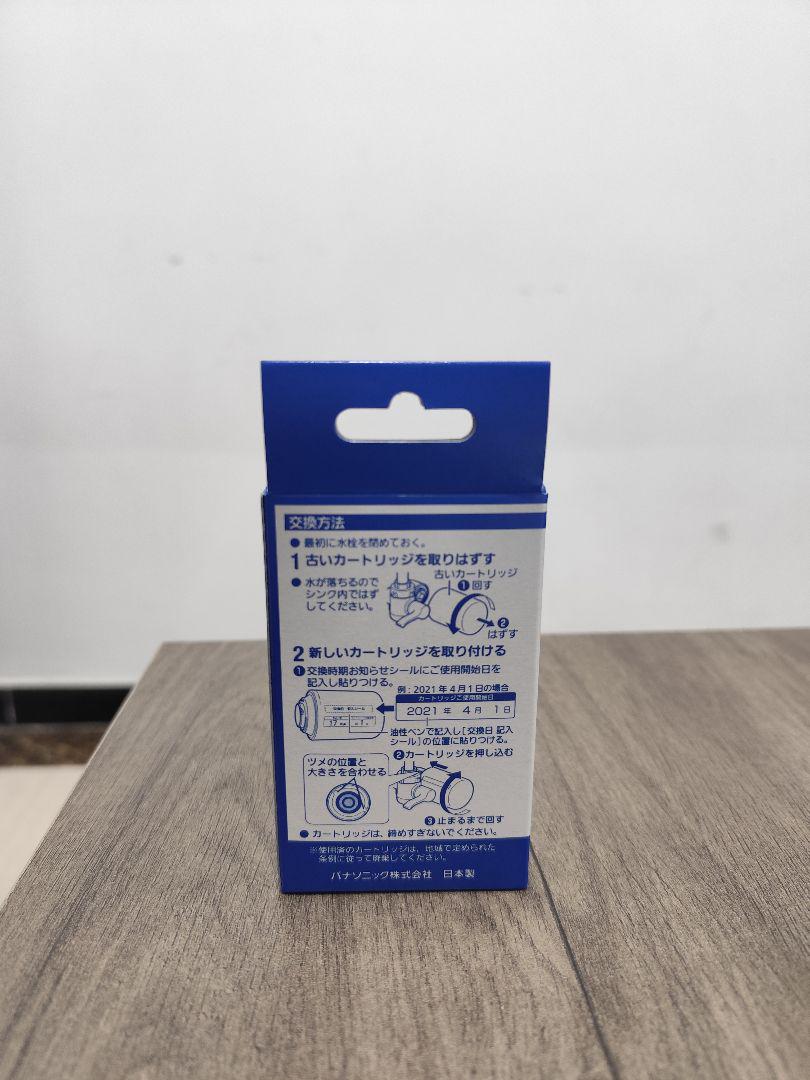 交換方法
● 最初に水栓を閉めておく。
1 古いカートリッジを取りはずす
● 水が落ちるので
シンク内ではず
してください。
古いカートリッジ
❶回す
❷
はずす
2 新しいカートリッジを取り付ける
❶交換時期お知らせシールにご使用開始日を
記入し貼りつける。
例:2021年4月1日の場合
カートリッジご使用開始日
2021 年 4 月 1 日
油性ペンで記入し[交換日 記入
シール]の位置に貼りつける。
ツメの位置と
大きさを合わせる
❷カートリッジを押し込む
❸止まるまで回す
● カートリッジは、締めすぎないでください。
※使用済のカートリッジは、地域で定められた
条例に従って廃棄してください。
パナソニック株式会社 日本製